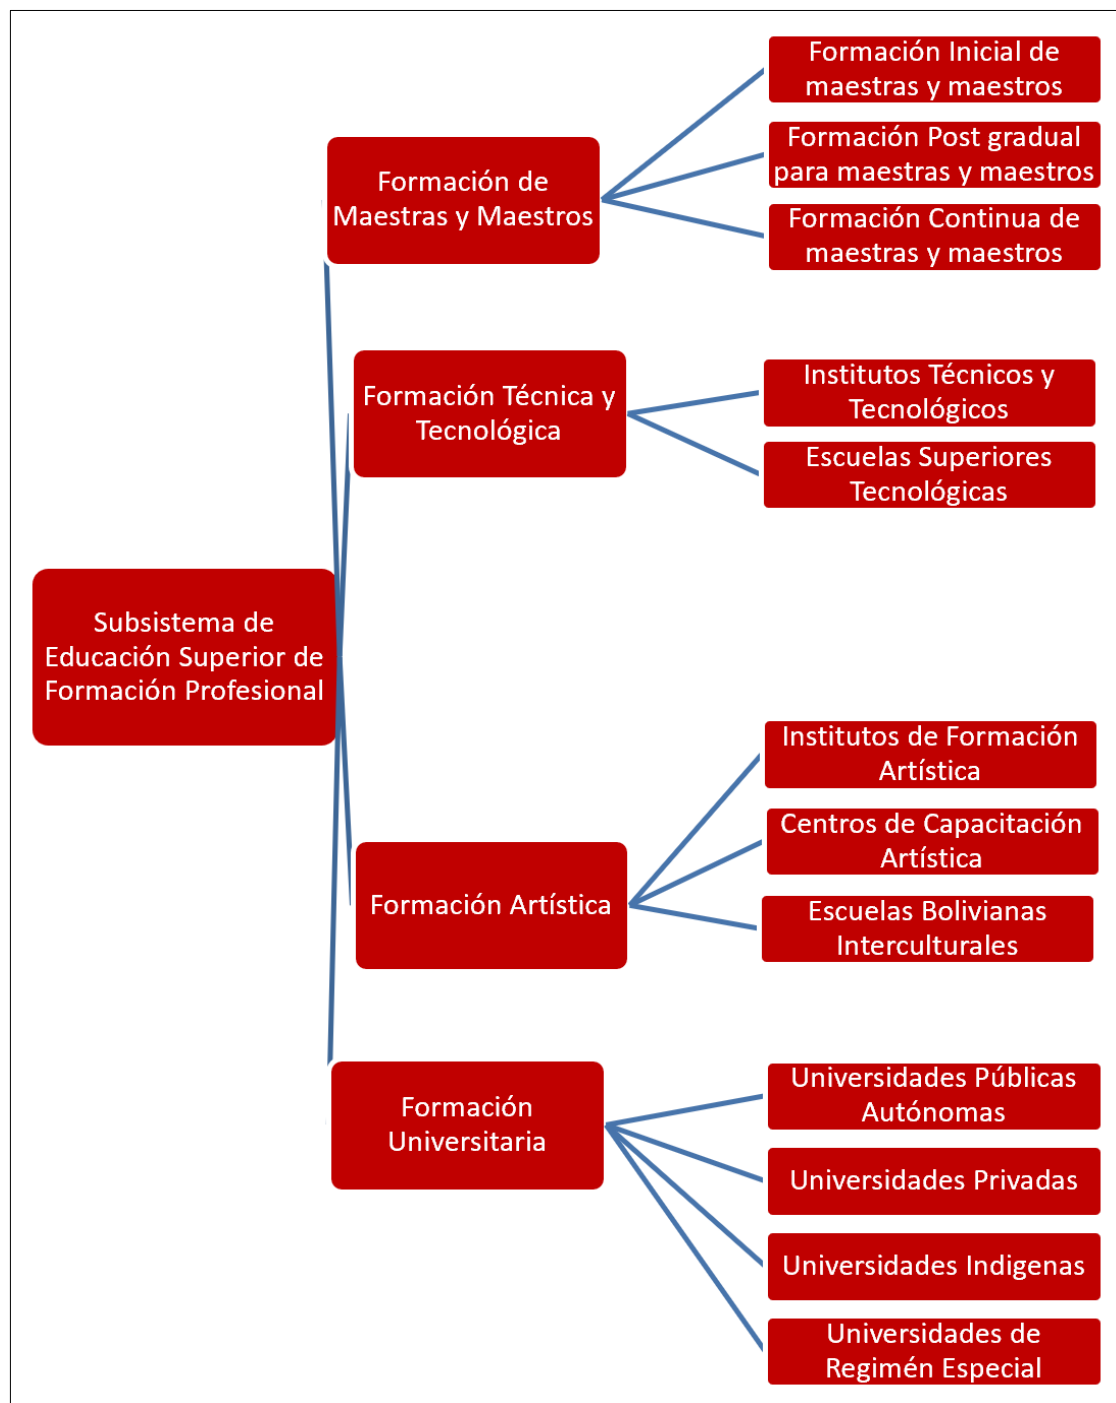 Formación Inicial de
maestras y maestros
Formación de
Maestras y Maestros
Formación Post gradual
para maestras y maestros
Formación Continua de
maestras y maestros
Formación Técnica y
Tecnológica
Institutos Técnicos y
Tecnológicos
Escuelas Superiores
Tecnológicas
Subsistema de
Educación Superior de
Formación Profesional
Formación Artística
Institutos de Formación
Artística
Centros de Capacitación
Artística
Escuelas Bolivianas
Interculturales
Formación
Universitaria
Universidades Públicas
Autónomas
Universidades Privadas
Universidades Indigenas
Universidades de
Regimén Especial